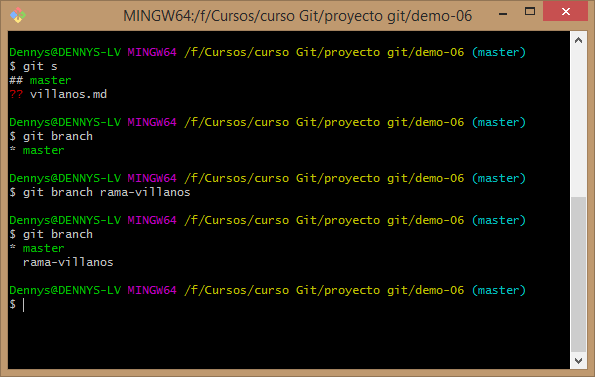 MINGW64:/f/Cursos/curso Git/proyecto git/demo-06
Dennys@DENNYS-LV MINGW64 /f/Cursos/curso Git/proyecto git/demo-06 (master)
$ git s
## master
?? villanos.md
Dennys@DENNYS-LV MINGW64 /f/Cursos/curso Git/proyecto git/demo-06 (master)
$ git branch
* master
Dennys@DENNYS-LV MINGW64 /f/Cursos/curso Git/proyecto git/demo-06 (master)
$ git branch rama-villanos
Dennys@DENNYS-LV MINGW64 /f/Cursos/curso Git/proyecto git/demo-06 (master)
$ git branch
* master
  rama-villanos
Dennys@DENNYS-LV MINGW64 /f/Cursos/curso Git/proyecto git/demo-06 (master)
$